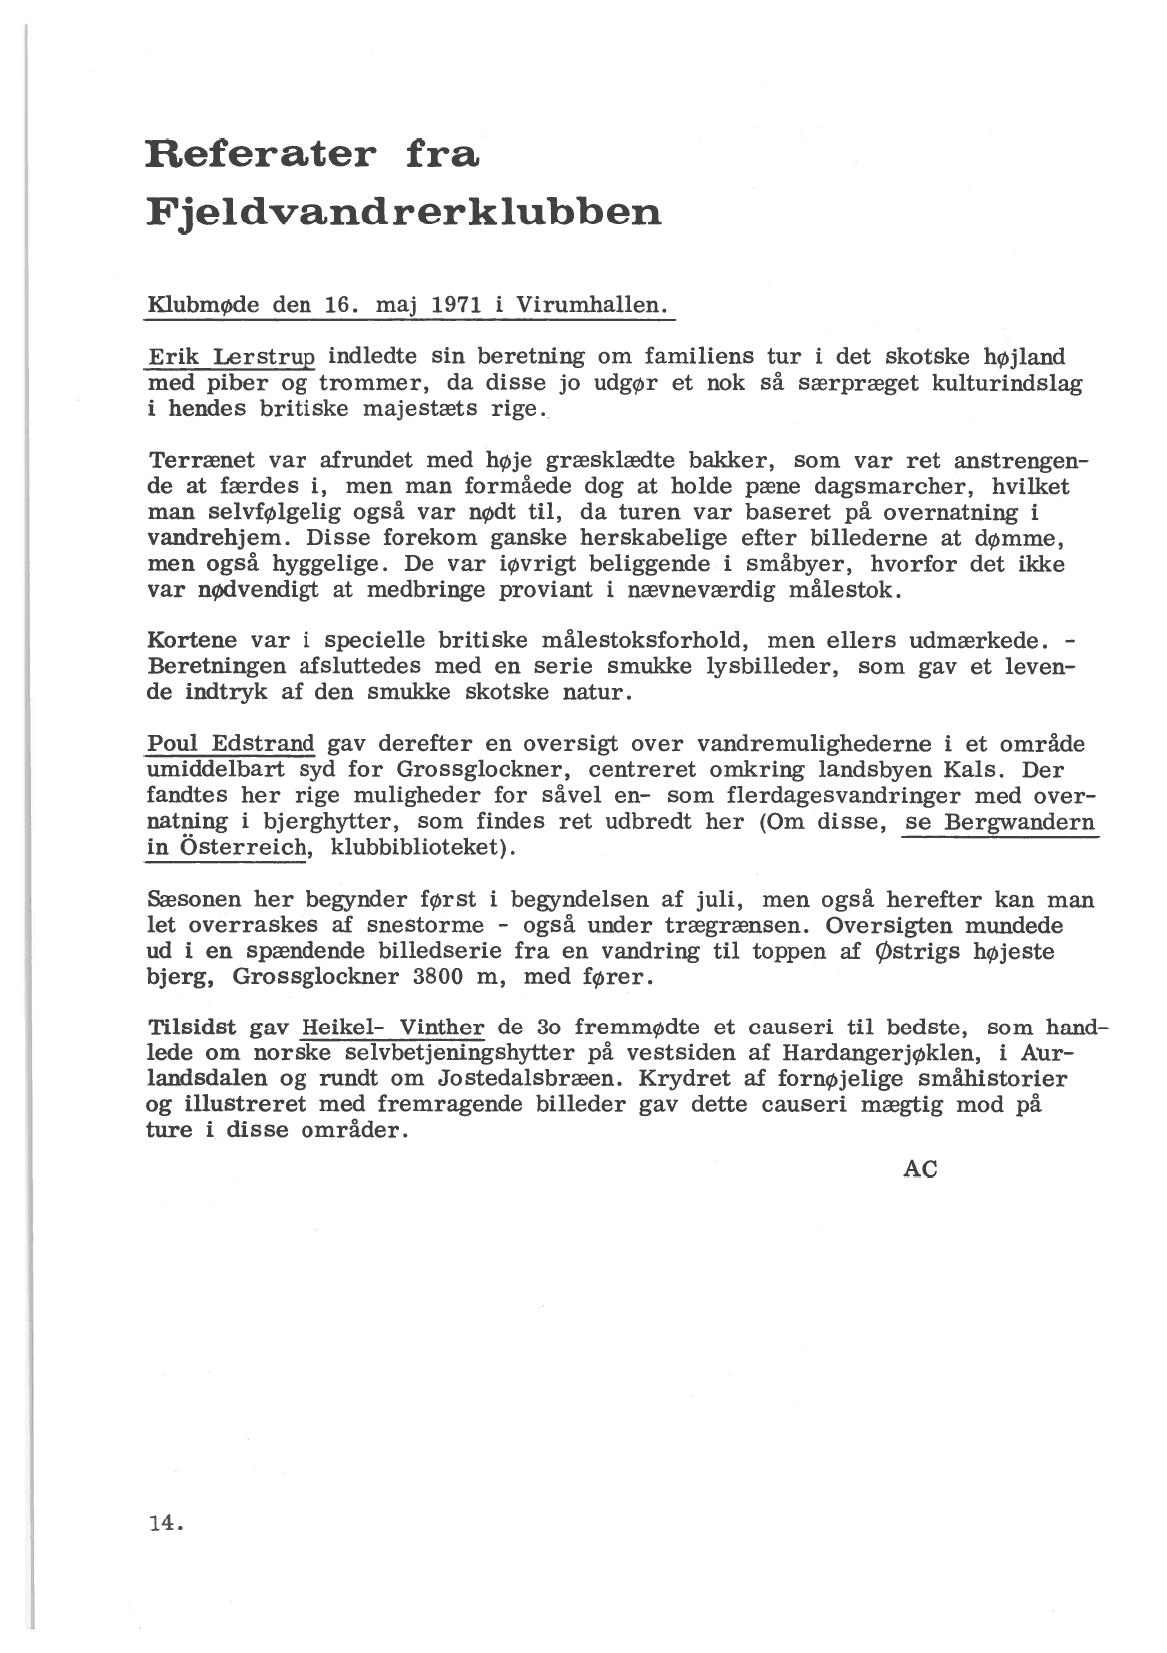 Referater fra
Fjeldvandrerklubben
Klubmøde den 16. maj 1971 i Virumhallen.
Erik Lerstrup indledte sin beretning om familiens tur i det skotske højland
med piber og trommer, da disse jo udgør et nok så særpræget kulturindslag
i hendes britiske majestæts rige.
Terrænet var afrundet med høje græsklædte bakker, som var ret anstrengen-
de at færdes i, men man formåede dog at holde pæne dagsmarcher, hvilket
man selvfølgelig også var nødt til, da turen var baseret på overnatning i
vandrehjem. Disse forekom ganske herskabelige efter billederne at dømme,
men også hyggelige. De var iøvrigt beliggende i småbyer, hvorfor det ikke
var nødvendigt at medbringe proviant i nævneværdig målestok.
Kortene var i specielle britiske målestoksforhold, men ellers udmærkede. -
Beretningen afsluttedes med en serie smukke lysbilleder, som gav et leven-
de indtryk af den smukke skotske natur.
Poul Edstrand gav derefter en oversigt over vandremulighederne i et område
umiddelbart syd for Grossglockner, centreret omkring landsbyen Kals. Der
fandtes her rige muligheder for såvel en- som flerdagesvandringer med over-
natning i bjerghytter, som findes ret udbredt her (Om disse, se Bergwandern
in Österreich, klubbiblioteket).
Sæsonen her begynder først i begyndelsen af juli, men også herefter kan man
let overraskes af snestorme - også under trægrænsen. Oversigten mundede
ud i en spændende billedserie fra en vandring til toppen af Østrigs højeste
bjerg, Grossglockner 3800 m, med fører.
Tilsidst gav Heikel- Vinther de 3o fremmødte et causeri til bedste, som hand-
lede om norske selvbetjeningshytter på vestsiden af Hardangerjøklen, i Aur-
landsdalen og rundt om Jostedalsbræen. Krydret af fornøjelige småhistorier
og illustreret med fremragende billeder gav dette causeri mægtig mod på
ture i disse områder.
AC
14.